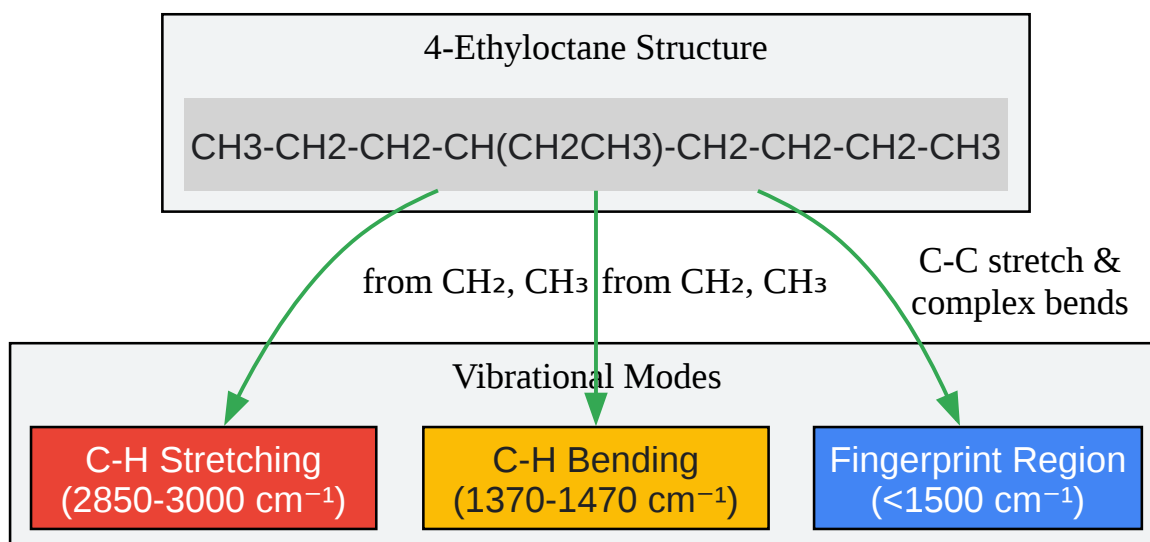 4-Ethyloctane Structure
CH3-CH2-CH2-CH(CH2CH3)-CH2-CH2-CH2-CH3
from CH₂, CH₃
from CH₂, CH₃
C-C stretch &
complex bends
Vibrational Modes
C-H Stretching
(2850-3000 cm⁻¹)
C-H Bending
(1370-1470 cm⁻¹)
Fingerprint Region
(<1500 cm⁻¹)